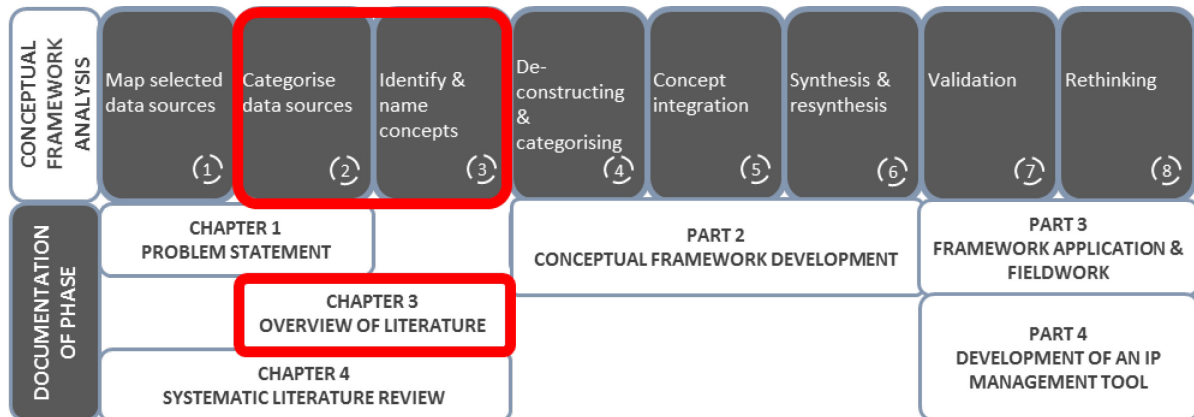 CONCEPTUAL
FRAMEWORK
ANALYSIS
Map selected
data sources
1
Categorise
data sources
2
Identify &
name
concepts
3
De-
constructing
&
categorising
4
Concept
integration
5
Synthesis &
resynthesis
6
Validation
7
Rethinking
8
DOCUMENTATION
OF PHASE
CHAPTER 1
PROBLEM STATEMENT
CHAPTER 3
OVERVIEW OF LITERATURE
CHAPTER 4
SYSTEMATIC LITERATURE REVIEW
PART 2
CONCEPTUAL FRAMEWORK DEVELOPMENT
PART 3
FRAMEWORK APPLICATION &
FIELDWORK
PART 4
DEVELOPMENT OF AN IP
MANAGEMENT TOOL